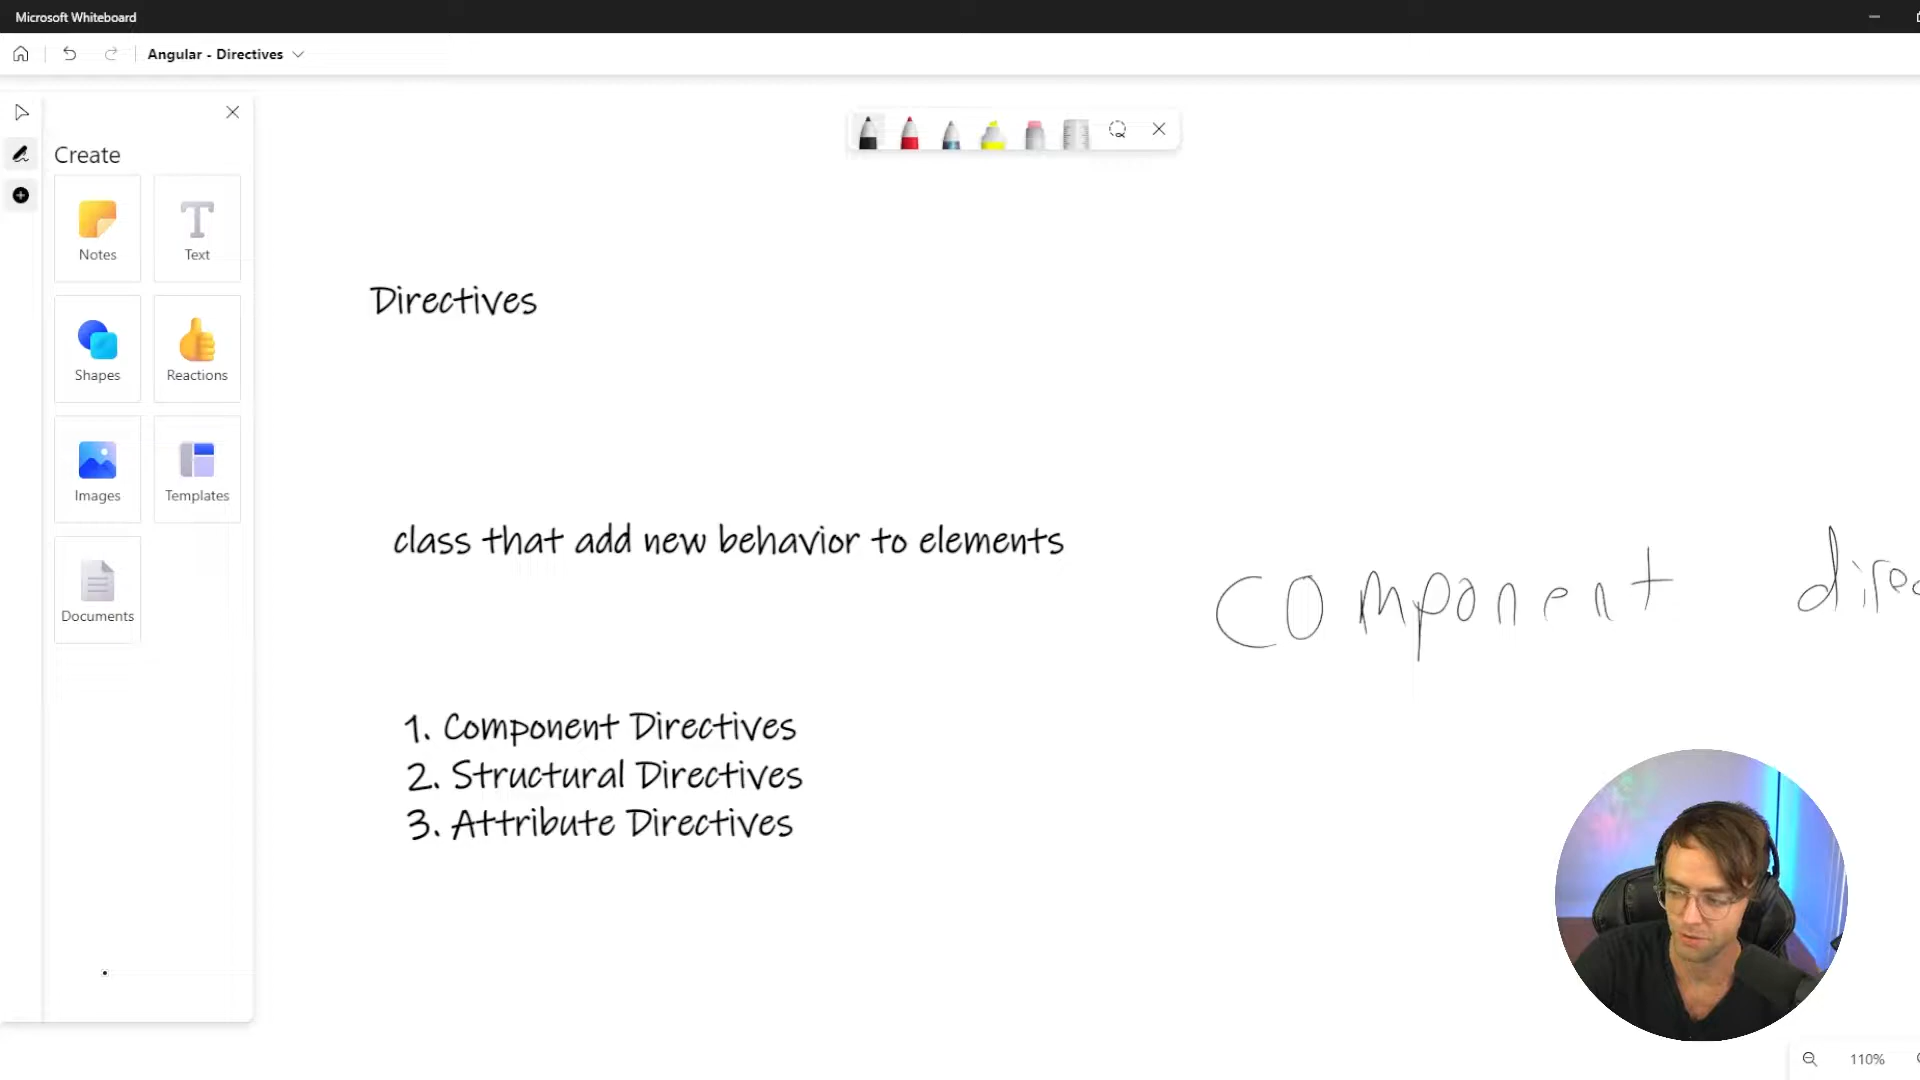 Microsoft Whiteboard
Angular - Directives
Create
Notes
Text
Shapes
Reactions
Images
Templates
Documents
Directives
class that add new behavior to elements
component direc
1. Component Directives
2. Structural Directives
3. Attribute Directives
110%